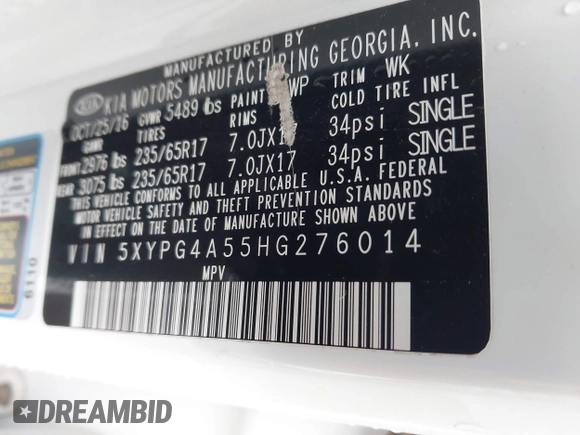 MANUFACTURED BY
KIA KIA MOTORS MANUFACTURING GEORGIA, INC.
OCT/25/16 GVWR 5489 lbs PAINT WP TRIM WK
GAWR TIRES RIMS COLD TIRE INFL
FRONT 2976 lbs 235/65R17 7.0JX17 34psi SINGLE
REAR 3075 lbs 235/65R17 7.0JX17 34psi SINGLE
THIS VEHICLE CONFORMS TO ALL APPLICABLE U.S.A. FEDERAL
MOTOR VEHICLE SAFETY AND THEFT PREVENTION STANDARDS
IN EFFECT ON THE DATE OF MANUFACTURE SHOWN ABOVE.
VIN 5XYPG4A55HG276014
MPV
6110
DREAMBID